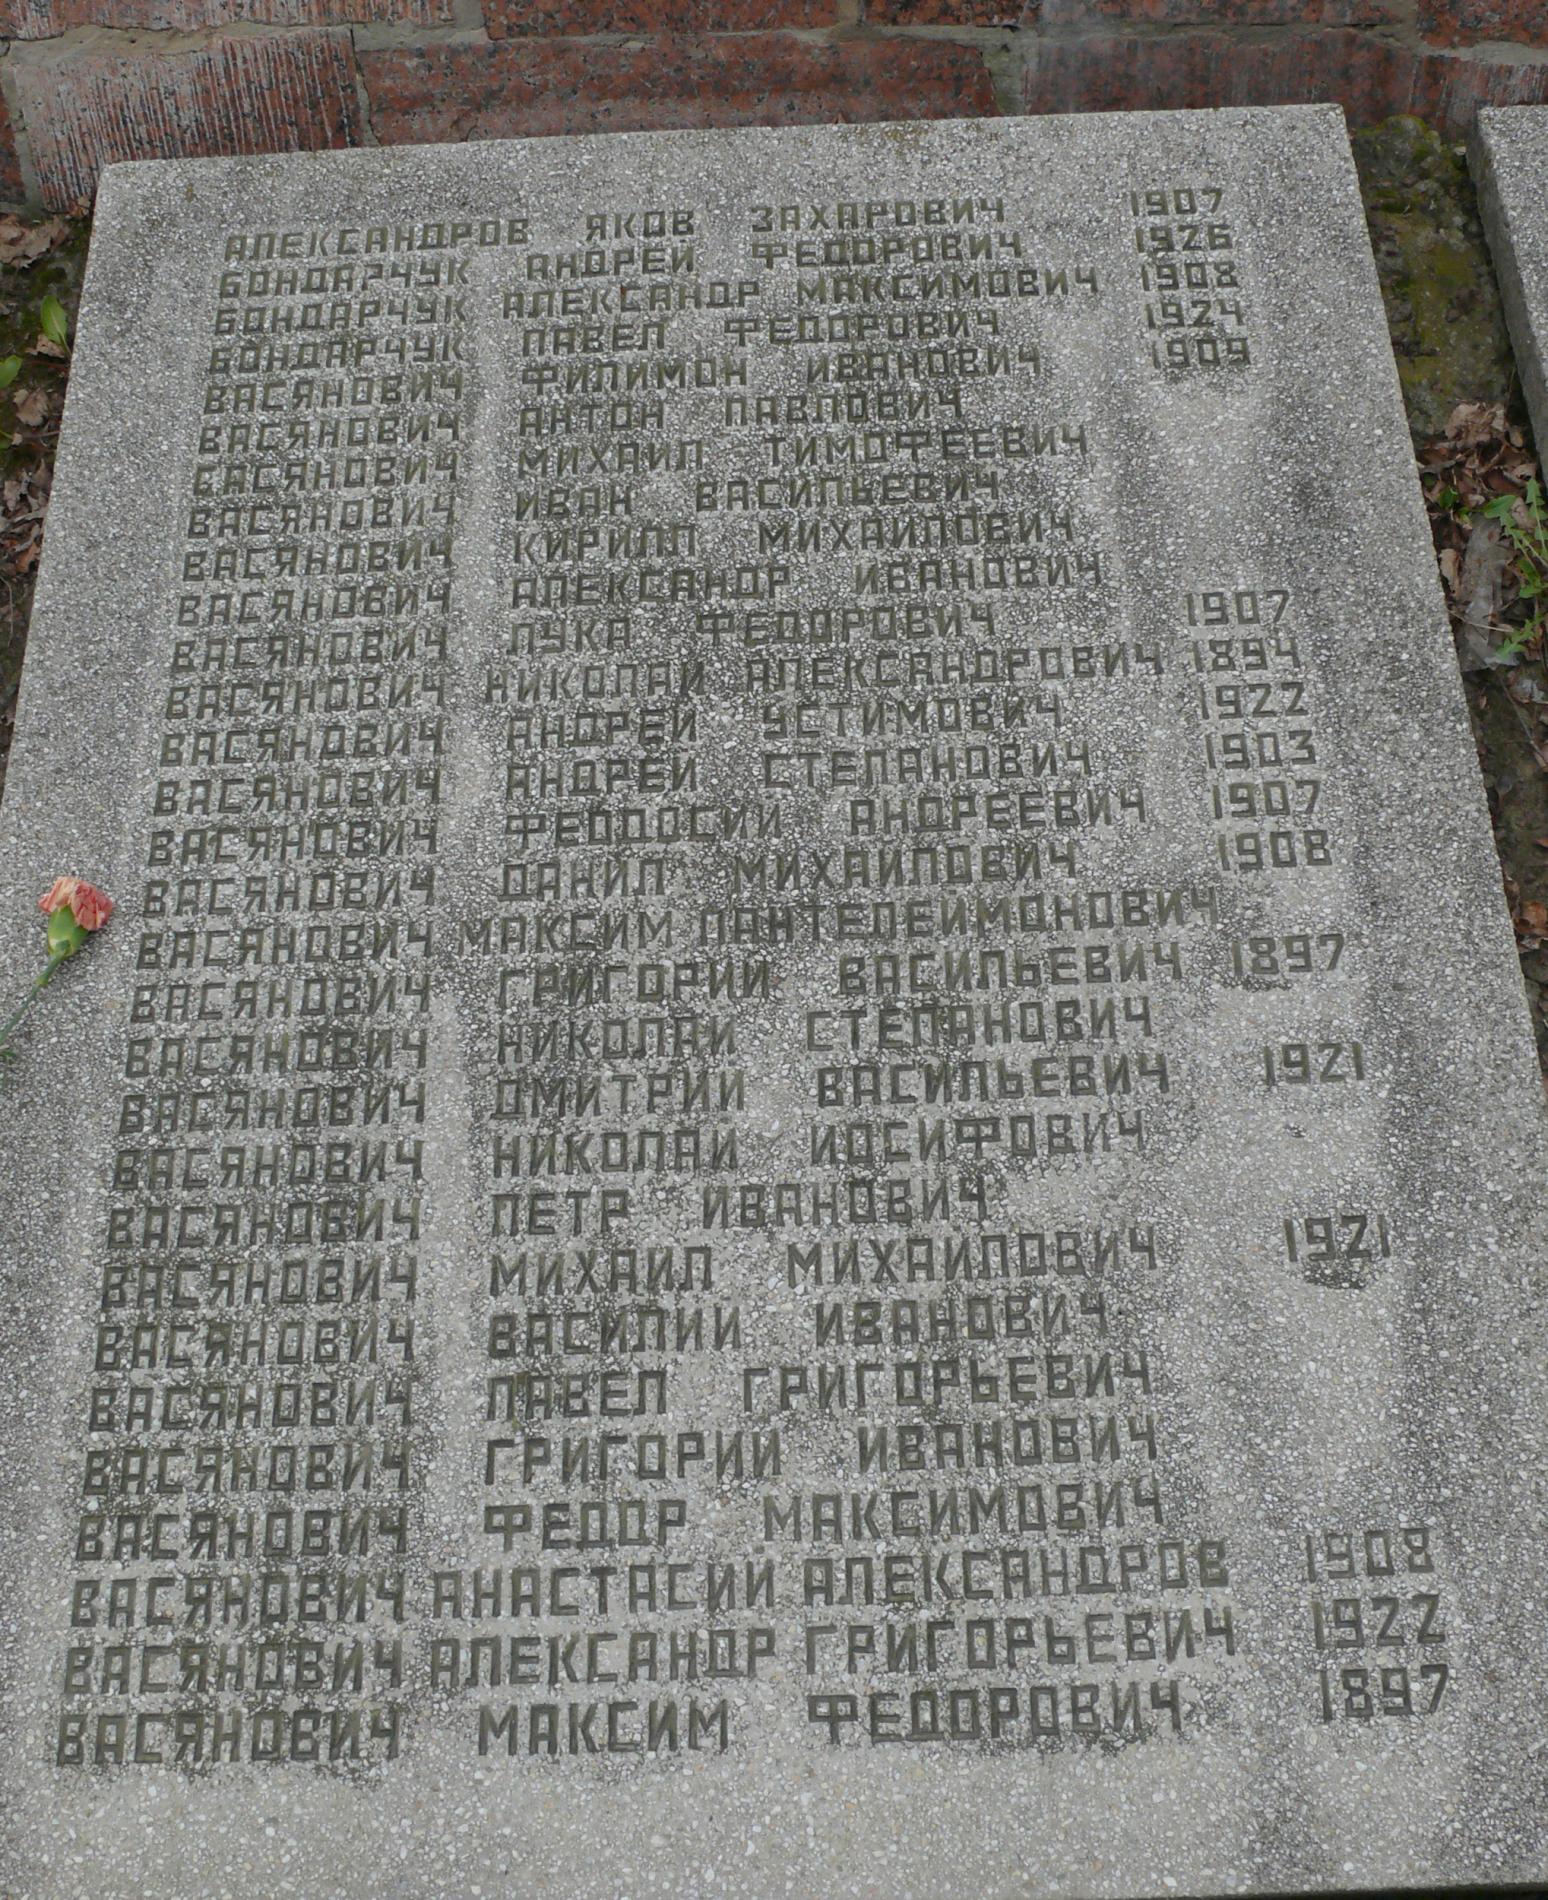 АЛЕКСАНДРОВ ЯКОВ ЗАХАРОВИЧ 1907
БОНДАРЧУК АНДРЕЙ ФЕДОРОВИЧ 1926
БОНДАРЧУК АЛЕКСАНДР МАКСИМОВИЧ 1908
БОНДАРЧУК ПАВЕЛ ФЕДОРОВИЧ 1924
ВАСЯНОВИЧ ФИЛИМОН ИВАНОВИЧ 1909
ВАСЯНОВИЧ АНТОН ПАВЛОВИЧ
ВАСЯНОВИЧ МИХАИЛ ТИМОФЕЕВИЧ
ВАСЯНОВИЧ ИВАН ВАСИЛЬЕВИЧ
ВАСЯНОВИЧ КИРИЛЛ МИХАЙЛОВИЧ
ВАСЯНОВИЧ АЛЕКСАНДР ИВАНОВИЧ
ВАСЯНОВИЧ ЛУКА ФЕДОРОВИЧ 1907
ВАСЯНОВИЧ НИКОЛАЙ АЛЕКСАНДРОВИЧ 1894
ВАСЯНОВИЧ АНДРЕЙ УСТИМОВИЧ 1922
ВАСЯНОВИЧ АНДРЕЙ СТЕПАНОВИЧ 1903
ВАСЯНОВИЧ ФЕОДОСИЙ АНДРЕЕВИЧ 1907
ВАСЯНОВИЧ ДАНИЛ МИХАЙЛОВИЧ 1908
ВАСЯНОВИЧ МАКСИМ ПАНТЕЛЕЙМОНОВИЧ
ВАСЯНОВИЧ ГРИГОРИЙ ВАСИЛЬЕВИЧ 1897
ВАСЯНОВИЧ НИКОЛАЙ СТЕПАНОВИЧ
ВАСЯНОВИЧ ДМИТРИЙ ВАСИЛЬЕВИЧ 1921
ВАСЯНОВИЧ НИКОЛАЙ ИОСИФОВИЧ
ВАСЯНОВИЧ ПЕТР ИВАНОВИЧ
ВАСЯНОВИЧ МИХАИЛ МИХАЙЛОВИЧ 1921
ВАСЯНОВИЧ ВАСИЛИЙ ИВАНОВИЧ
ВАСЯНОВИЧ ПАВЕЛ ГРИГОРЬЕВИЧ
ВАСЯНОВИЧ ГРИГОРИЙ ИВАНОВИЧ
ВАСЯНОВИЧ ФЕДОР МАКСИМОВИЧ
ВАСЯНОВИЧ АНАСТАСИЙ АЛЕКСАНДРОВ 1908
ВАСЯНОВИЧ АЛЕКСАНДР ГРИГОРЬЕВИЧ 1922
ВАСЯНОВИЧ МАКСИМ ФЕДОРОВИЧ 1897